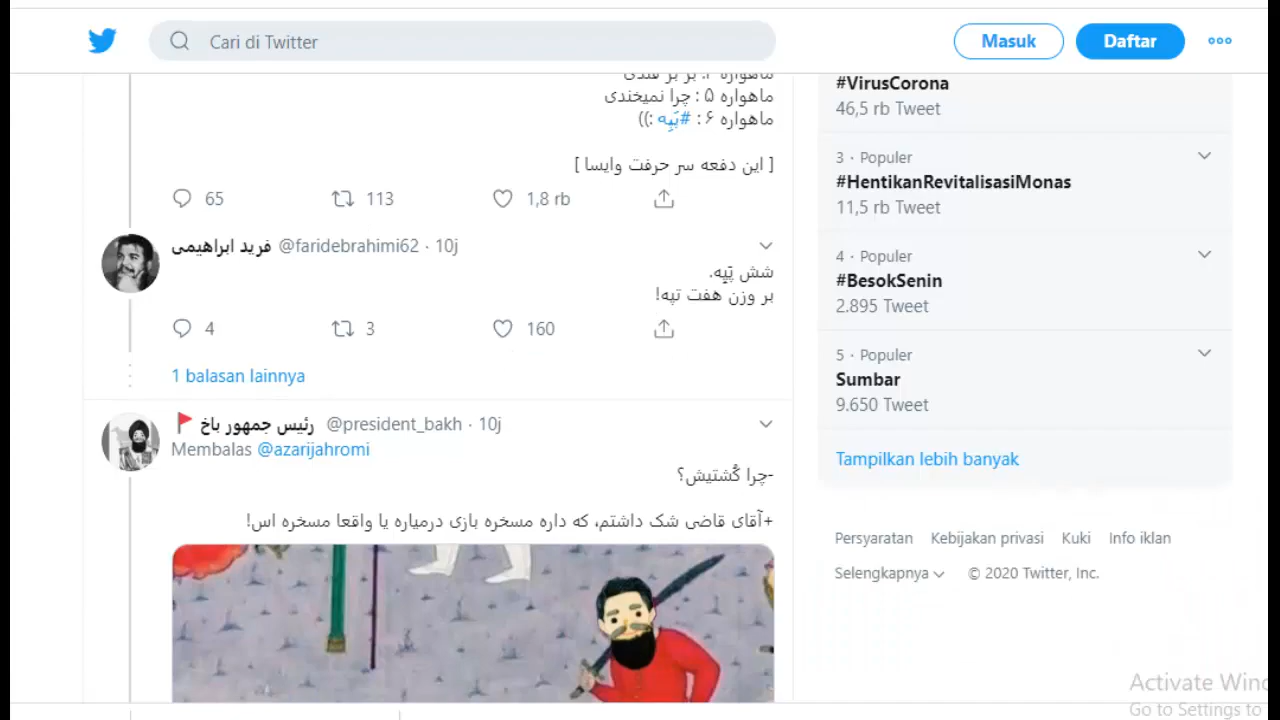 Cari di Twitter
Masuk
Daftar
ماهواره ۵ : چرا نمیخندی
ماهواره ۶ : #بَپِه :))
[ این دفعه سر حرفت وایسا ]
65
113
1,8 rb
فرید ابراهیمی @faridebrahimi62 · 10j
شش پَپِه.
بر وزن هفت تپه!
4
3
160
1 balasan lainnya
رئیس جمهور باخ @president_bakh · 10j
Membalas @azarijahromi
-چرا کُشتیش؟
+آقای قاضی شک داشتم، که داره مسخره بازی درمیاره یا واقعا مسخره اس!
#VirusCorona
46,5 rb Tweet
3 · Populer
#HentikanRevitalisasiMonas
11,5 rb Tweet
4 · Populer
#BesokSenin
2.895 Tweet
5 · Populer
Sumbar
9.650 Tweet
Tampilkan lebih banyak
Persyaratan Kebijakan privasi Kuki Info iklan
Selengkapnya © 2020 Twitter, Inc.
Activate Win
Go to Settings to